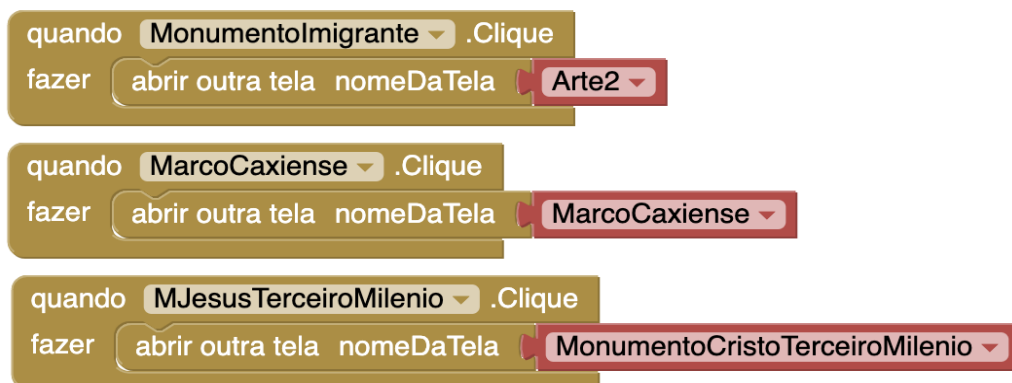 quando MonumentoImigrante .Clique
fazer abrir outra tela nomeDaTela Arte2
quando MarcoCaxiense .Clique
fazer abrir outra tela nomeDaTela MarcoCaxiense
quando MJesusTerceiroMilenio .Clique
fazer abrir outra tela nomeDaTela MonumentoCristoTerceiroMilenio